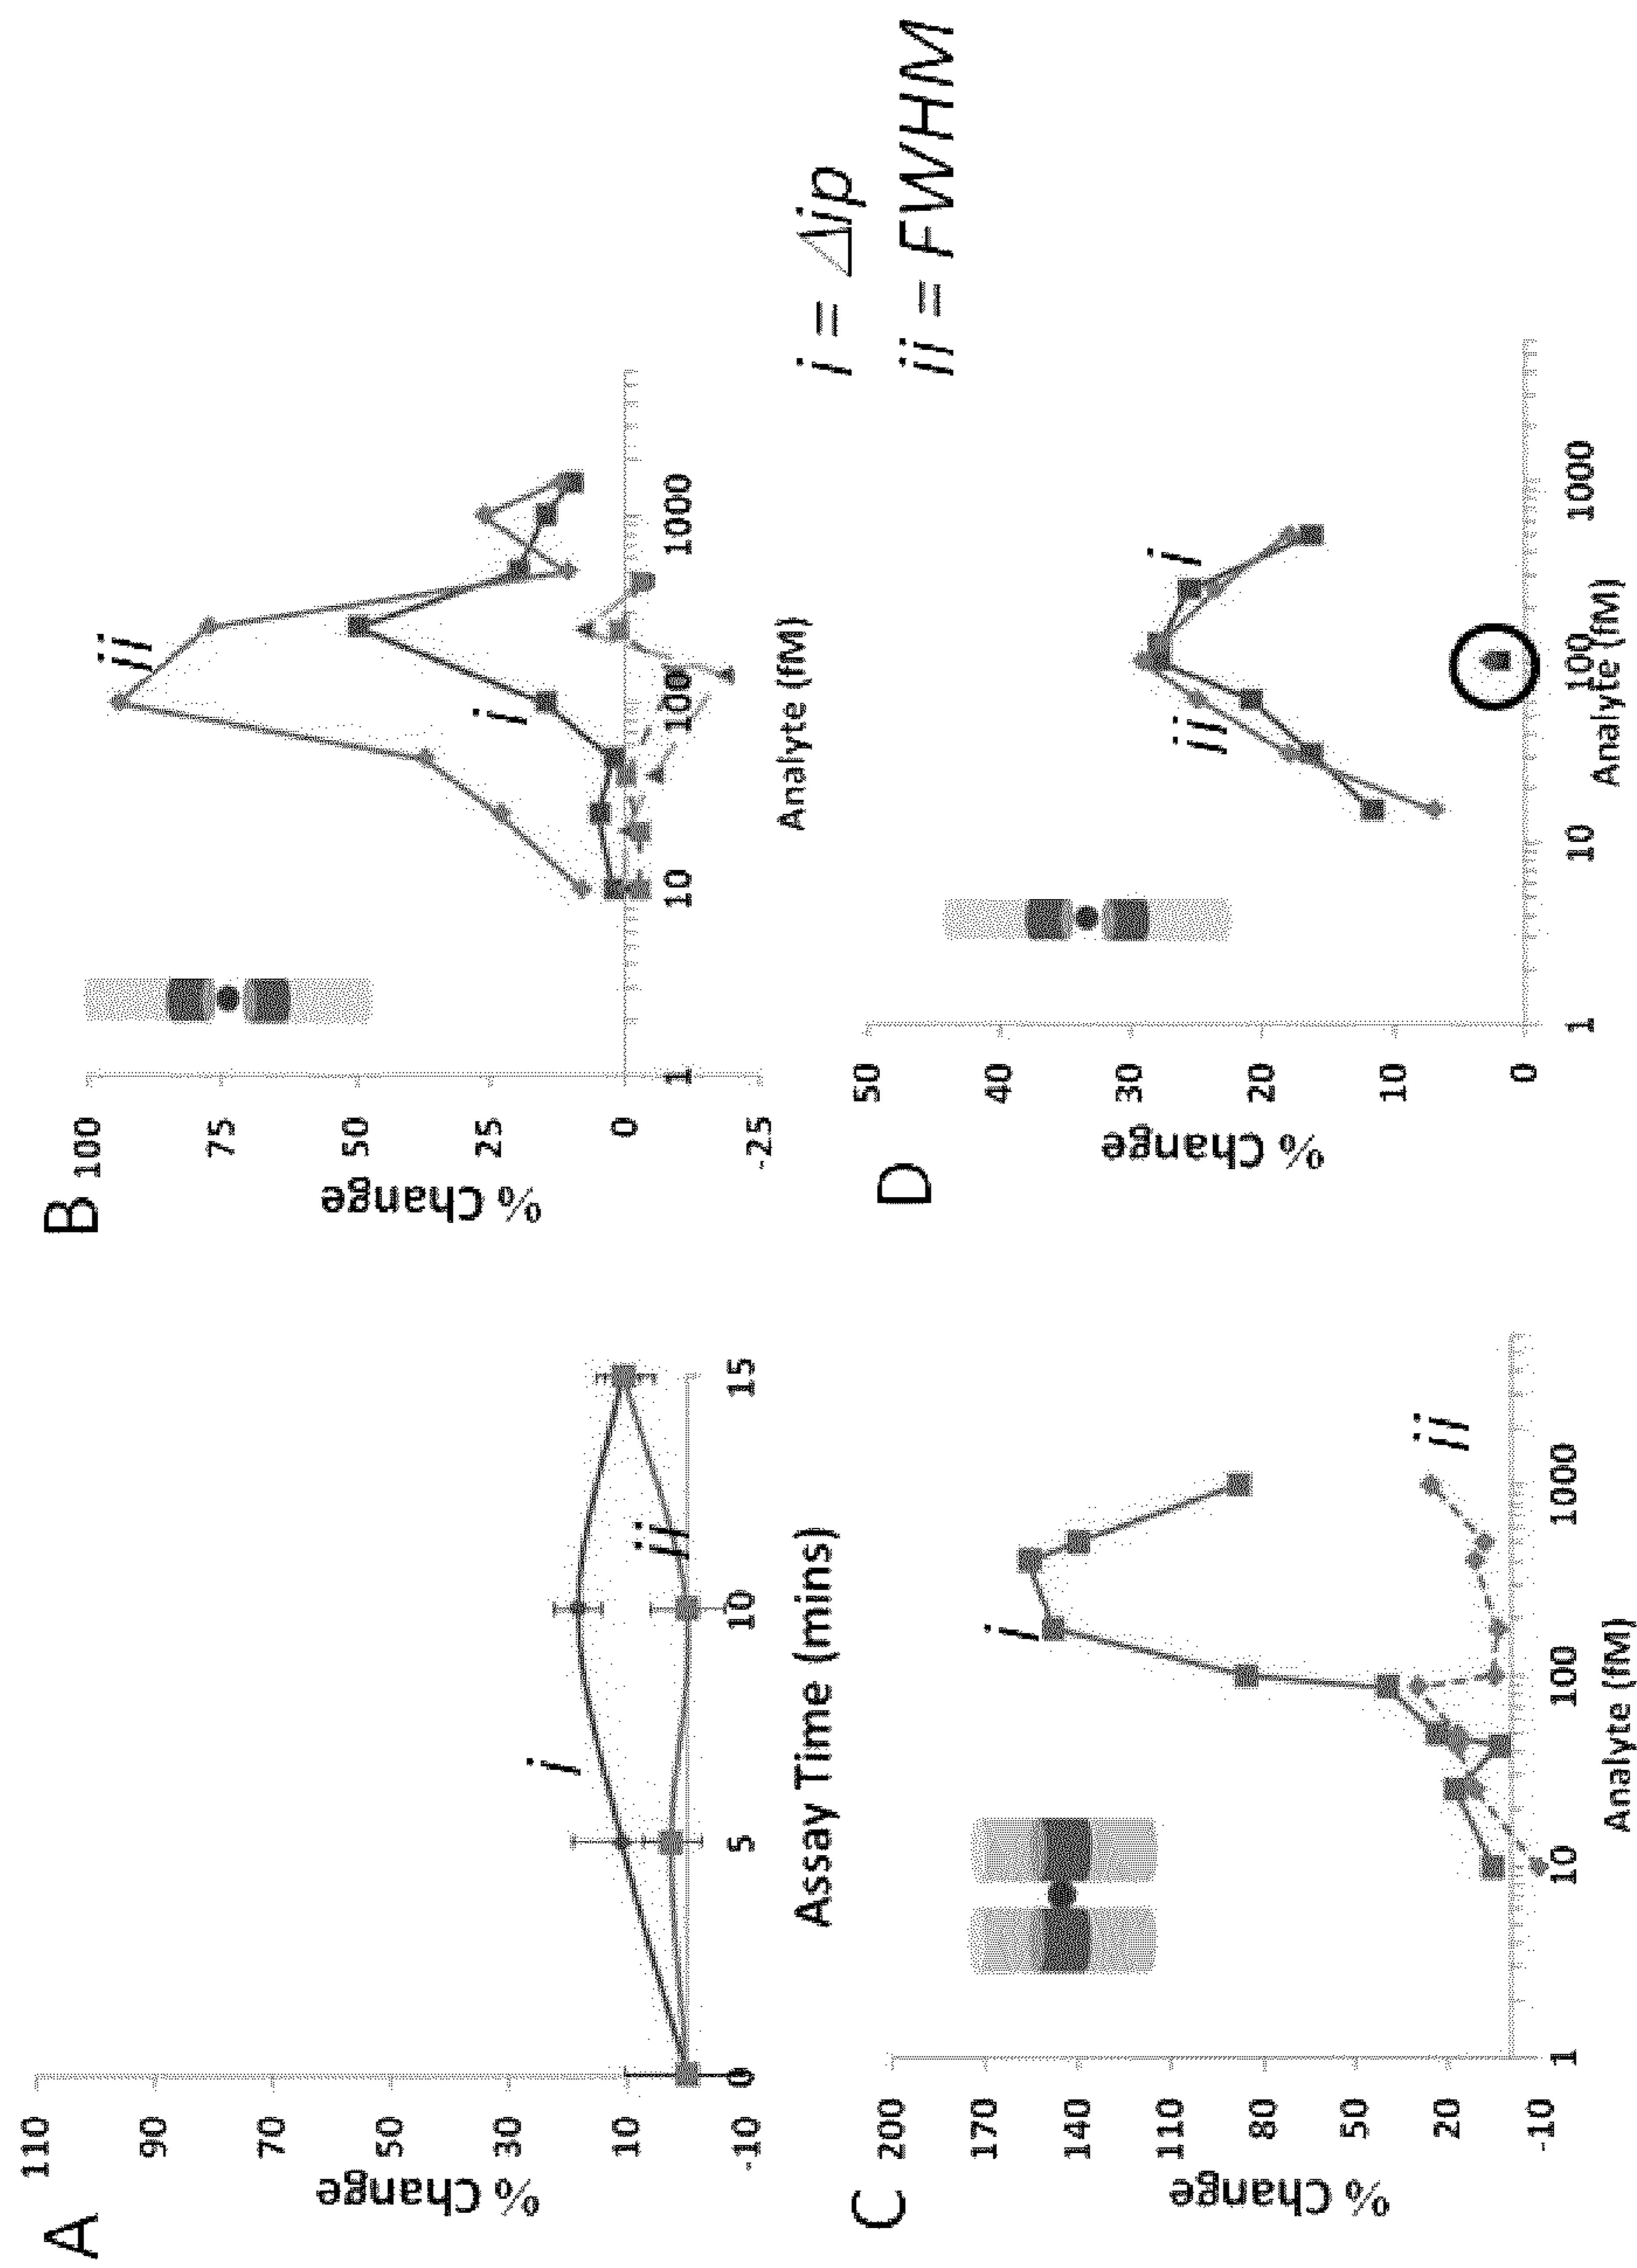 A
% Change
110
90
70
50
30
10
-10
0
5
10
15
Assay Time (mins)
i
ii
B
% Change
100
75
50
25
0
-25
1
10
100
1000
Analyte (fM)
ii
i
C
% Change
200
170
140
110
80
50
20
-10
1
10
100
1000
Analyte (fM)
i
ii
D
% Change
50
40
30
20
10
0
1
10
100
1000
Analyte (fM)
ii
i
i = Δip
ii = FWHM